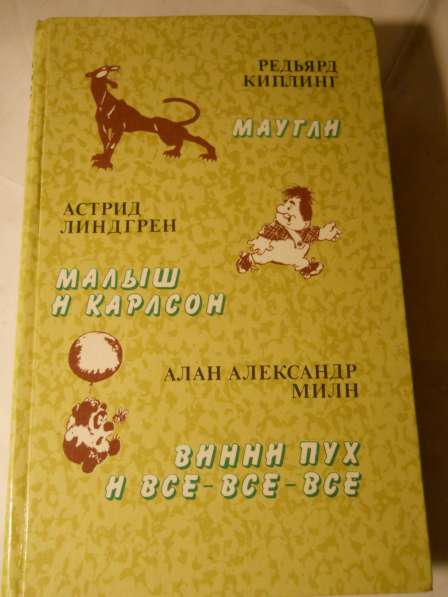 РЕДЬЯРД
КИПЛИНГ
МАУГЛИ
АСТРИД
ЛИНДГРЕН
МАЛЫШ
И КАРЛСОН
АЛАН АЛЕКСАНДР
МИЛН
ВИННИ ПУХ
И ВСЕ-ВСЕ-ВСЕ